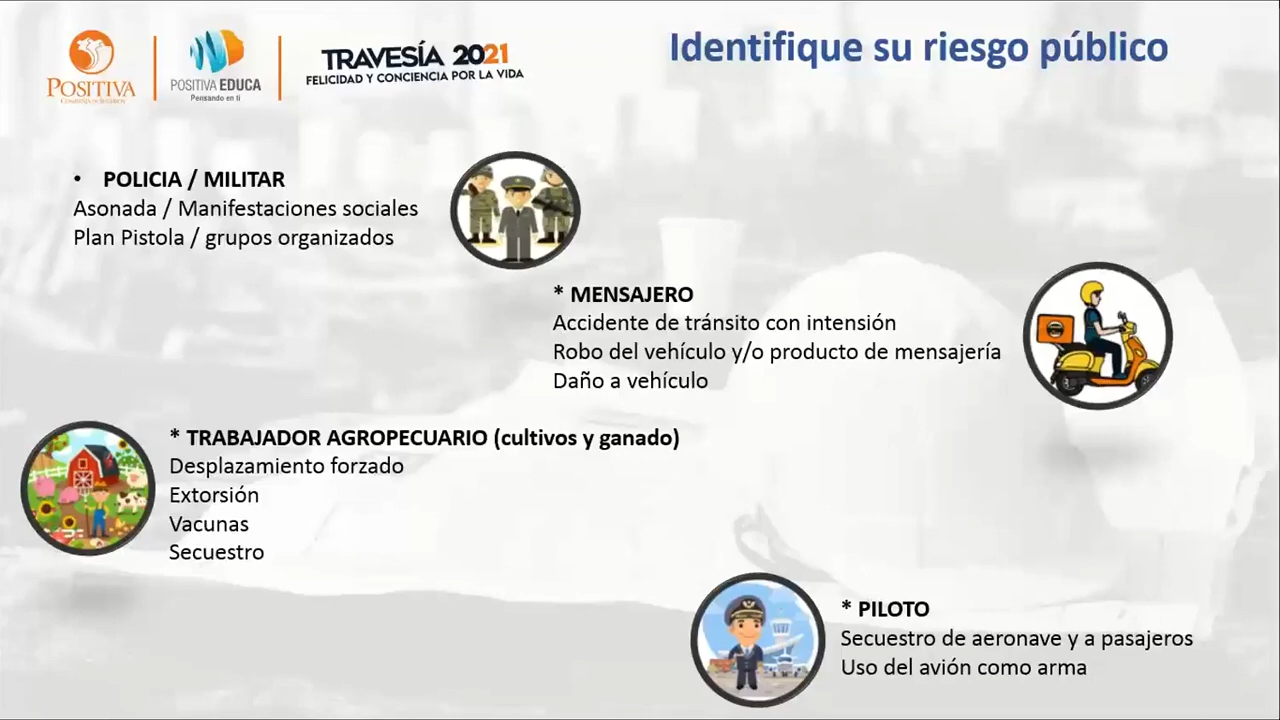 POSITIVA
COMPAÑÍA DE SEGUROS
POSITIVA EDUCA
Pensando en ti
TRAVESÍA 2021
FELICIDAD Y CONCIENCIA POR LA VIDA
Identifique su riesgo público
• POLICIA / MILITAR
Asonada / Manifestaciones sociales
Plan Pistola / grupos organizados
* MENSAJERO
Accidente de tránsito con intensión
Robo del vehículo y/o producto de mensajería
Daño a vehículo
* TRABAJADOR AGROPECUARIO (cultivos y ganado)
Desplazamiento forzado
Extorsión
Vacunas
Secuestro
* PILOTO
Secuestro de aeronave y a pasajeros
Uso del avión como arma